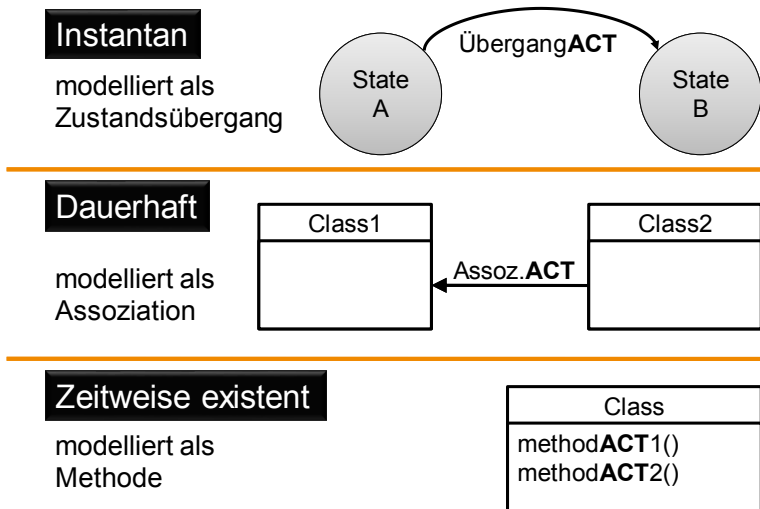 Instantan
modelliert als
Zustandsübergang
State
A
ÜbergangACT
State
B
Dauerhaft
modelliert als
Assoziation
Class1
Assoz.ACT
Class2
Zeitweise existent
modelliert als
Methode
Class
methodACT1()
methodACT2()